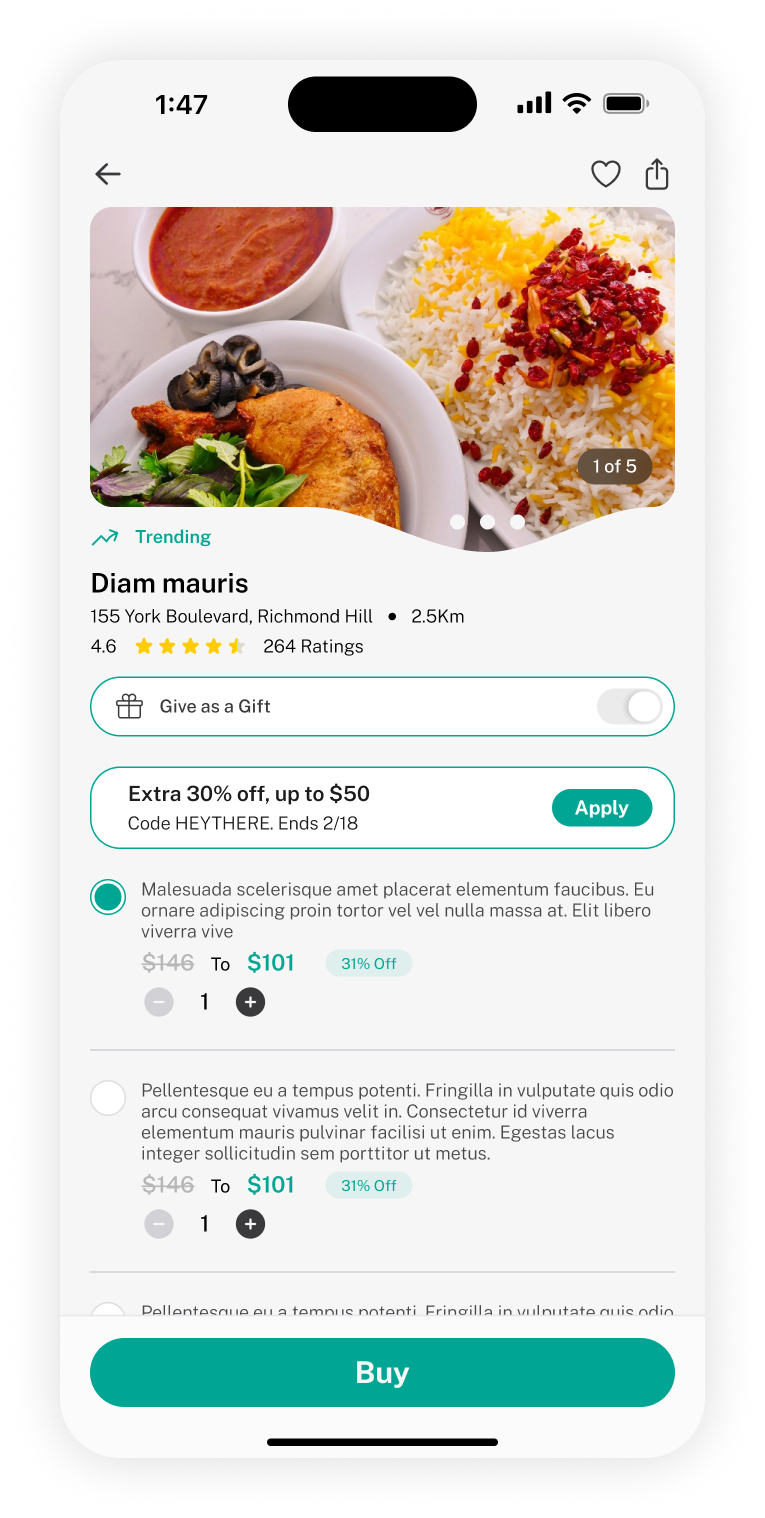 1:47
1 of 5
Trending
Diam mauris
155 York Boulevard, Richmond Hill • 2.5Km
4.6 264 Ratings
Give as a Gift
Extra 30% off, up to $50
Code HEYTHERE. Ends 2/18
Apply
Malesuada scelerisque amet placerat elementum faucibus. Eu
ornare adipiscing proin tortor vel vel nulla massa at. Elit libero
viverra vive
$146 To $101 31% Off
1
Pellentesque eu a tempus potenti. Fringilla in vulputate quis odio
arcu consequat vivamus velit in. Consectetur id viverra
elementum mauris pulvinar facilisi ut enim. Egestas lacus
integer sollicitudin sem porttitor ut metus.
$146 To $101 31% Off
1
Pellentesque eu a tempus potenti. Fringilla in vulputate quis odio
Buy